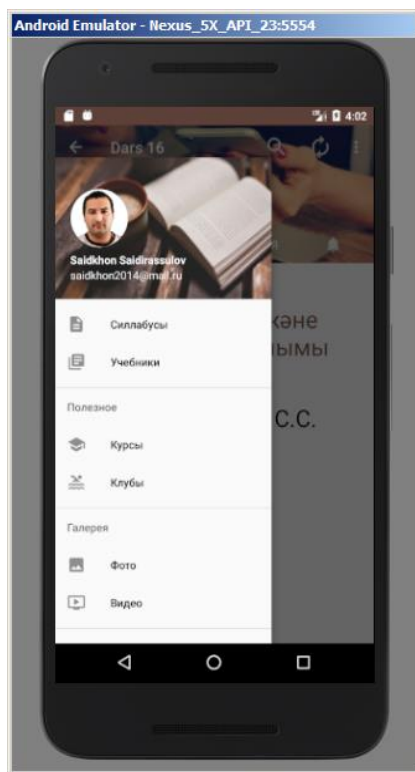 Android Emulator - Nexus_5X_API_23:5554
4:02
Dars 16
Saidkhon Saidirassulov
saidkhon2014@mail.ru
Силлабусы
Учебники
Полезное
Курсы
Клубы
Галерея
Фото
Видео
және
С.С.